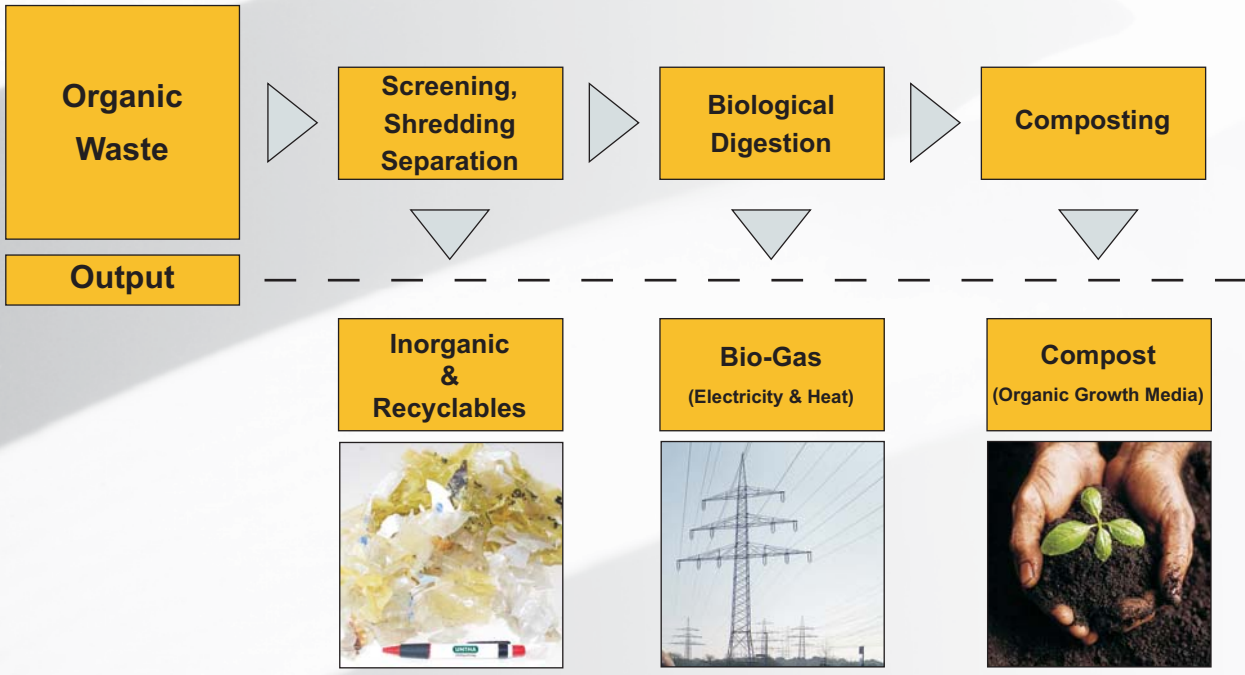 Organic
Waste
Screening,
Shredding
Separation
Biological
Digestion
Composting
Output
Inorganic
&
Recyclables
Bio-Gas
(Electricity & Heat)
Compost
(Organic Growth Media)
UNTHA